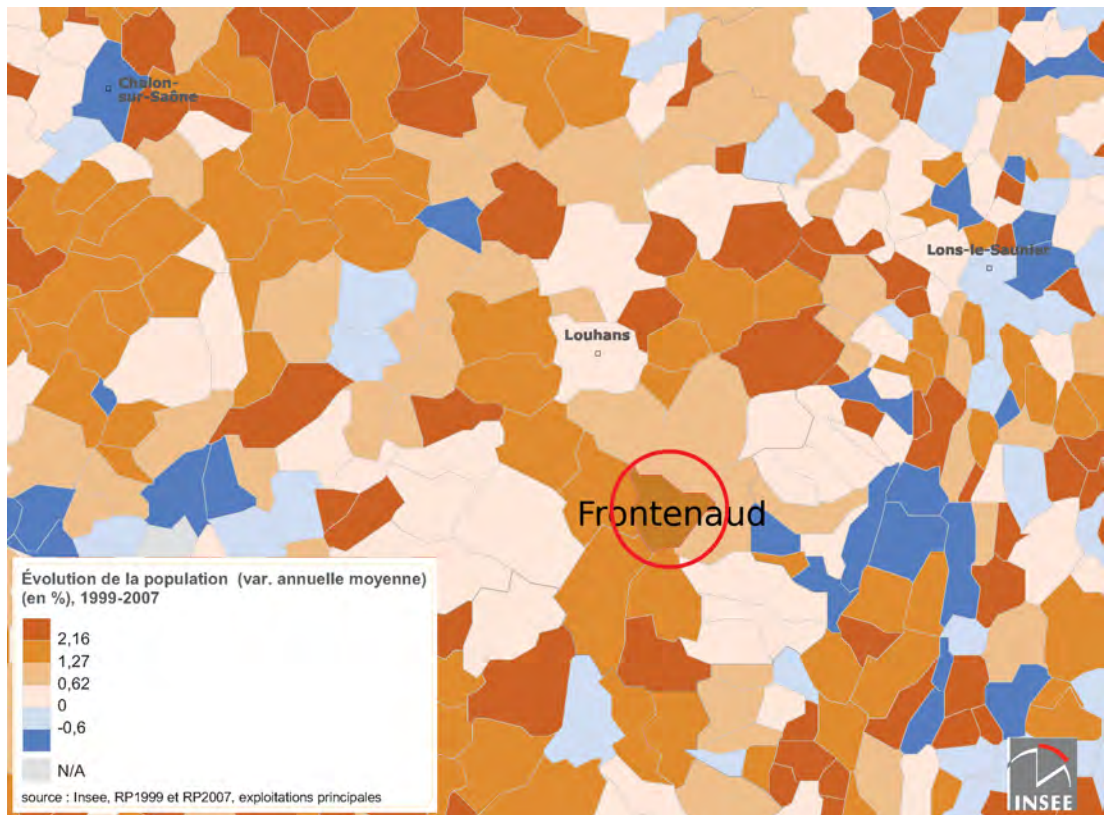 Chalon-
sur-Saône
Lons-le-Saunier
Louhans
Frontenaud
Évolution de la population (var. annuelle moyenne)
(en %), 1999-2007
2,16
1,27
0,62
0
-0,6
N/A
source : Insee, RP1999 et RP2007, exploitations principales
INSEE